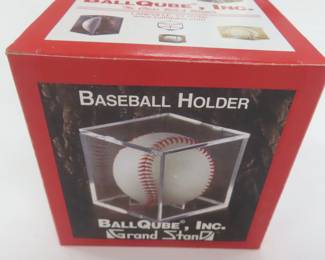 BALLQUBE®, INC.
BASEBALL HOLDER
BALLQUBE®, INC.
Grand Stand